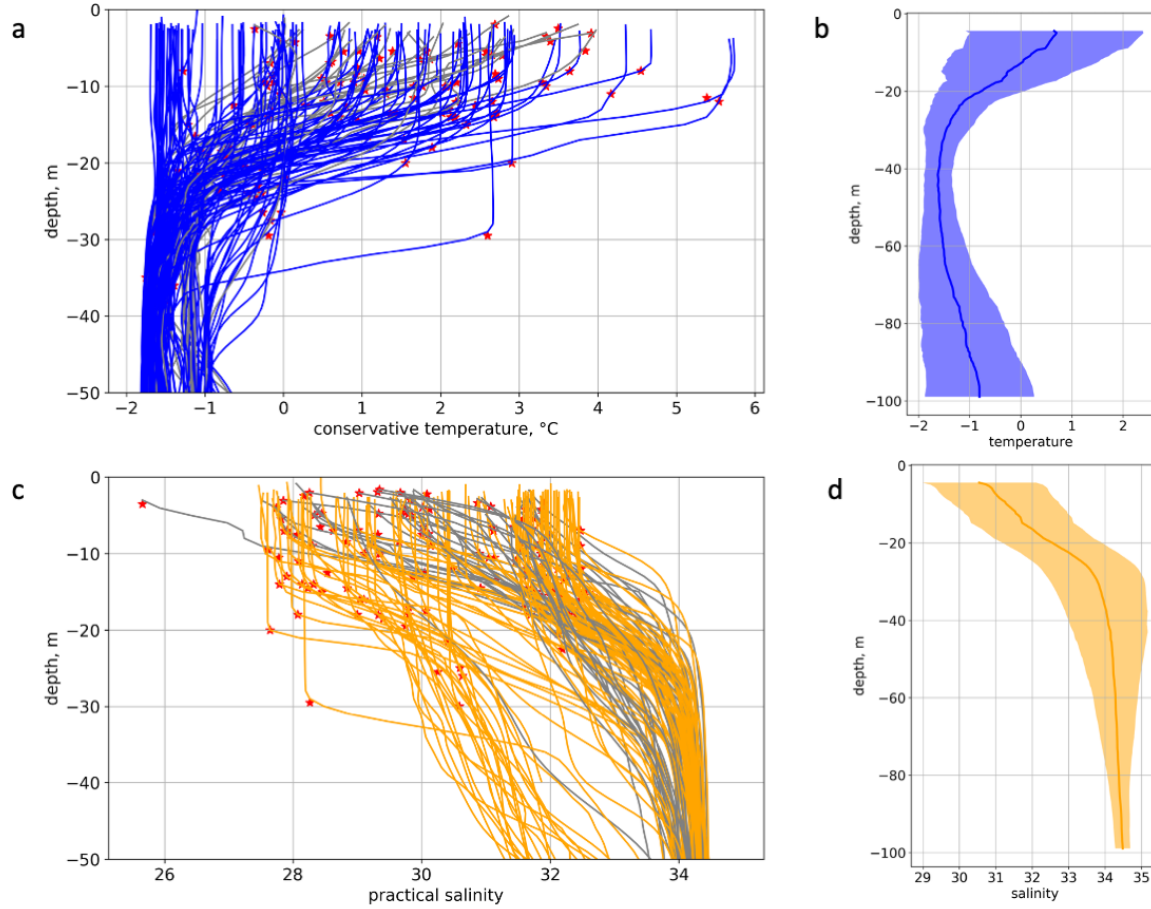 a
0
−10
−20
−30
−40
−50
depth, m
−2 −1 0 1 2 3 4 5 6
conservative temperature, °C
b
0
−20
−40
−60
−80
−100
depth, m
−2 −1 0 1 2
temperature
c
0
−10
−20
−30
−40
−50
depth, m
26 28 30 32 34
practical salinity
d
0
−20
−40
−60
−80
−100
depth, m
29 30 31 32 33 34 35
salinity